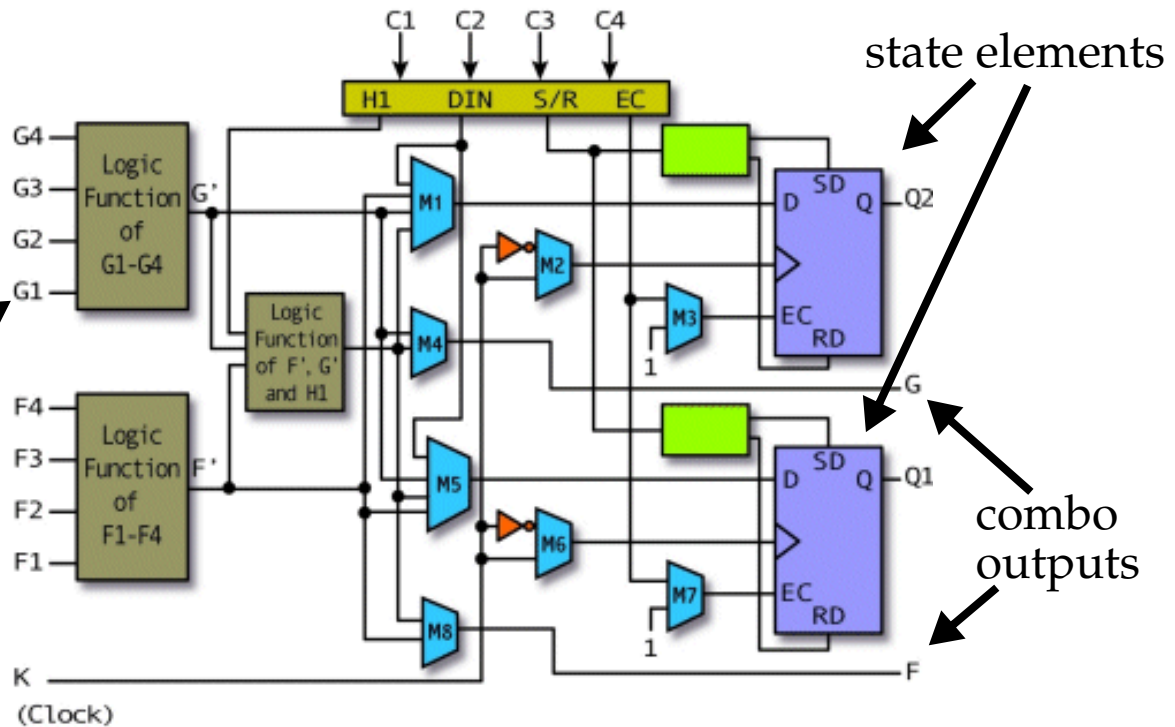 C1 C2 C3 C4
state elements
H1 DIN S/R EC
G4
G3
G2
G1
Logic
Function
of
G1-G4
G'
M1
SD
D Q
Q2
M2
EC
RD
M3
1
Logic
Function
of F', G'
and H1
M4
G
F4
F3
F2
F1
Logic
Function
of
F1-F4
F'
M5
SD
D Q
Q1
combo
outputs
M6
EC
RD
M7
1
M8
F
K
(Clock)